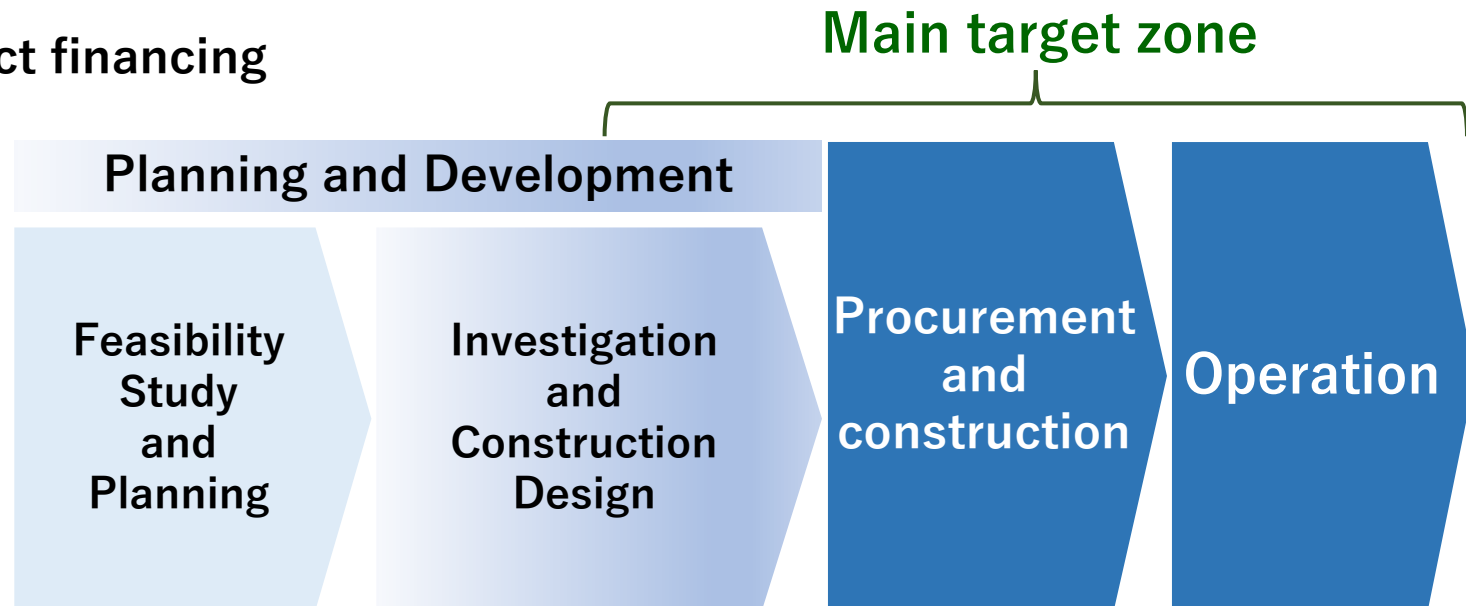 ct financing
Main target zone
Planning and Development
Feasibility
Study
and
Planning
Investigation
and
Construction
Design
Procurement
and
construction
Operation